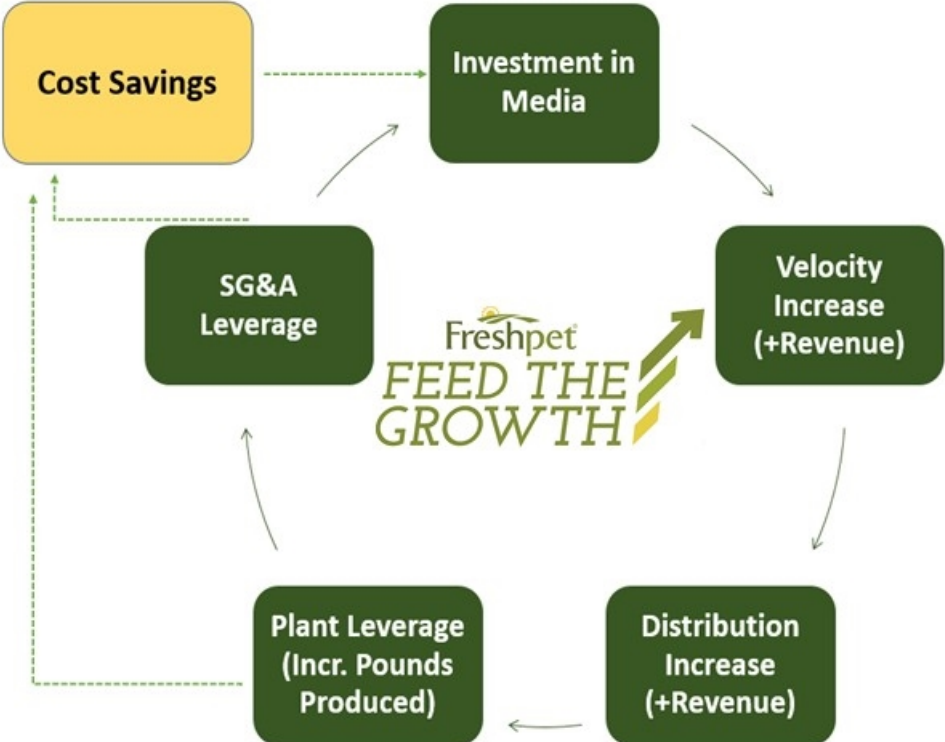 Cost Savings
Investment in
Media
Velocity
Increase
(+Revenue)
Distribution
Increase
(+Revenue)
Plant Leverage
(Incr. Pounds
Produced)
SG&A
Leverage
Freshpet
FEED THE
GROWTH